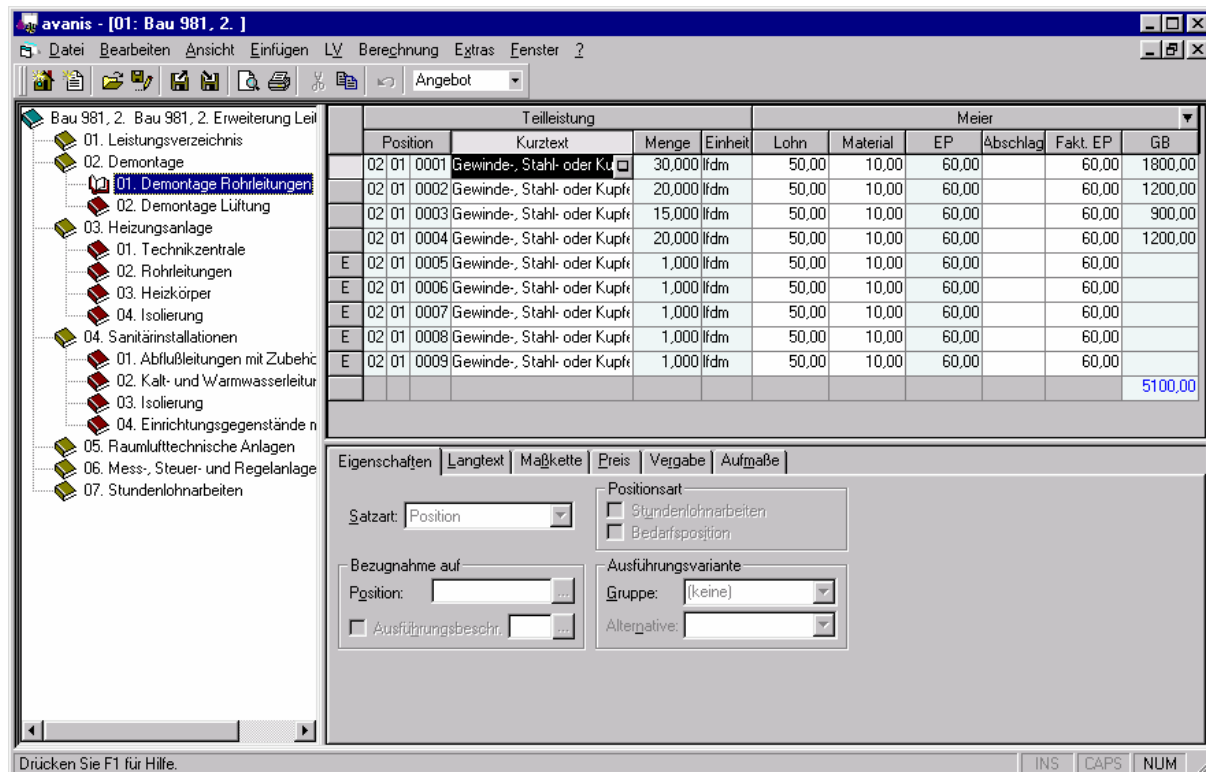 avanis - [01: Bau 981, 2. ]
Datei Bearbeiten Ansicht Einfügen LV Berechnung Extras Fenster ?
Angebot
Bau 981, 2. Bau 981, 2. Erweiterung Leit
01. Leistungsverzeichnis
02. Demontage
01. Demontage Rohrleitungen
02. Demontage Lüftung
03. Heizungsanlage
01. Technikzentrale
02. Rohrleitungen
03. Heizkörper
04. Isolierung
04. Sanitärinstallationen
01. Abflußleitungen mit Zubehö
02. Kalt- und Warmwasserleitur
03. Isolierung
04. Einrichtungsgegenstände n
05. Raumlufttechnische Anlagen
06. Mess-, Steuer- und Regelanlage
07. Stundenlohnarbeiten
Teilleistung Meier
Position Kurztext Menge Einheit Lohn Material EP Abschlag Fakt. EP GB
02 01 0001 Gewinde-, Stahl- oder Ku 30,000 lfdm 50,00 10,00 60,00 60,00 1800,00
02 01 0002 Gewinde-, Stahl- oder Kupfe 20,000 lfdm 50,00 10,00 60,00 60,00 1200,00
02 01 0003 Gewinde-, Stahl- oder Kupfe 15,000 lfdm 50,00 10,00 60,00 60,00 900,00
02 01 0004 Gewinde-, Stahl- oder Kupfe 20,000 lfdm 50,00 10,00 60,00 60,00 1200,00
E 02 01 0005 Gewinde-, Stahl- oder Kupfe 1,000 lfdm 50,00 10,00 60,00 60,00
E 02 01 0006 Gewinde-, Stahl- oder Kupfe 1,000 lfdm 50,00 10,00 60,00 60,00
E 02 01 0007 Gewinde-, Stahl- oder Kupfe 1,000 lfdm 50,00 10,00 60,00 60,00
E 02 01 0008 Gewinde-, Stahl- oder Kupfe 1,000 lfdm 50,00 10,00 60,00 60,00
E 02 01 0009 Gewinde-, Stahl- oder Kupfe 1,000 lfdm 50,00 10,00 60,00 60,00
5100,00
Eigenschaften Langtext Maßkette Preis Vergabe Aufmaße
Satzart: Position
Positionsart
Stundenlohnarbeiten
Bedarfsposition
Bezugnahme auf
Position: ...
Ausführungsbeschr. ...
Ausführungsvariante
Gruppe: (keine)
Alternative:
Drücken Sie F1 für Hilfe. INS CAPS NUM